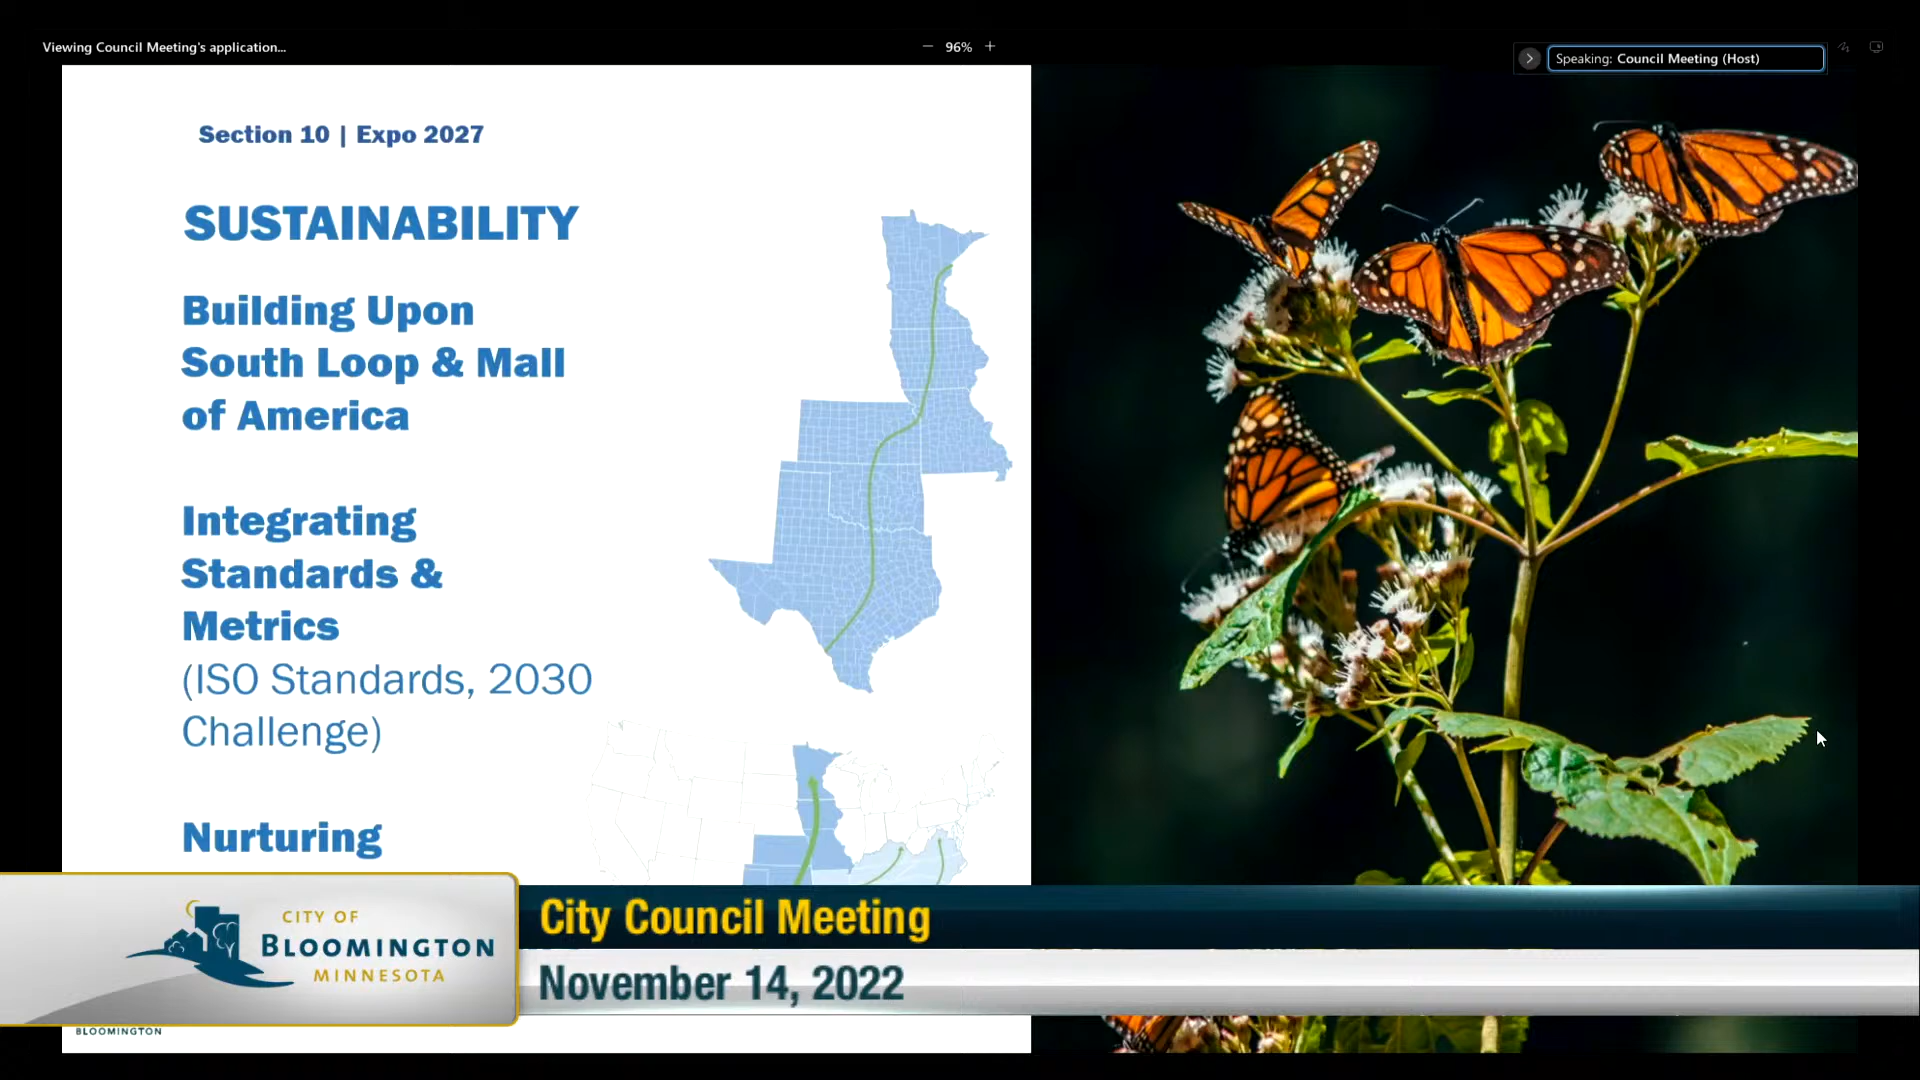 Viewing Council Meeting's application...
96%
Speaking: Council Meeting (Host)
Section 10 | Expo 2027
SUSTAINABILITY
Building Upon
South Loop & Mall
of America
Integrating
Standards &
Metrics
(ISO Standards, 2030
Challenge)
Nurturing
CITY OF
BLOOMINGTON
MINNESOTA
City Council Meeting
November 14, 2022
BLOOMINGTON